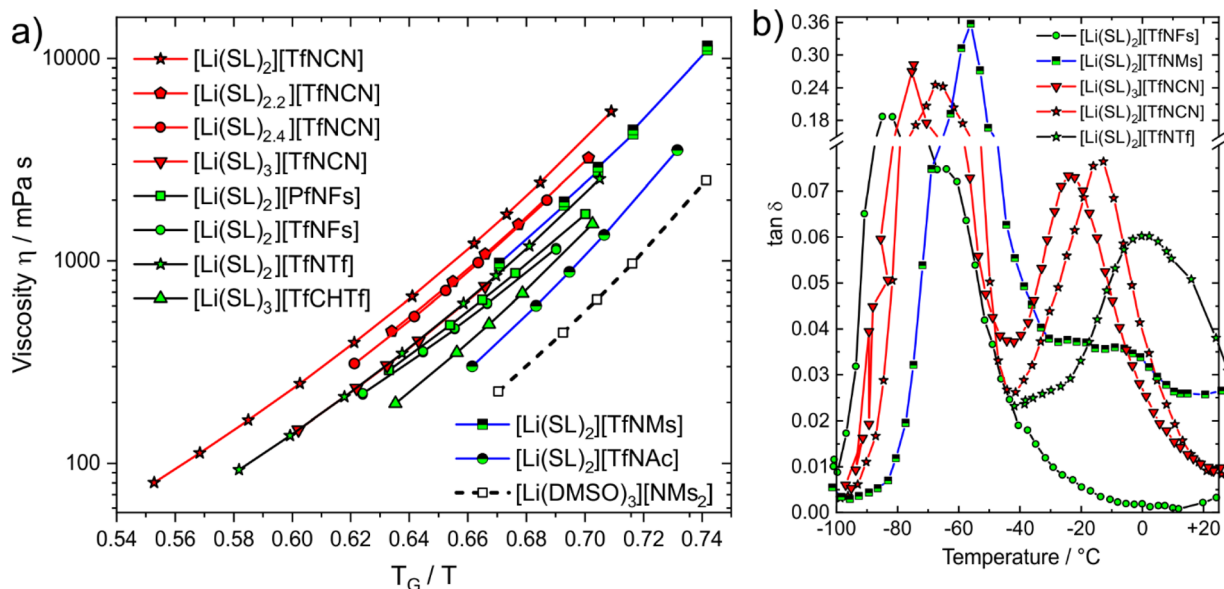 a)
Viscosity η / mPa s
10000
1000
100
[Li(SL)2][TfNCN]
[Li(SL)2.2][TfNCN]
[Li(SL)2.4][TfNCN]
[Li(SL)3][TfNCN]
[Li(SL)2][PfNFs]
[Li(SL)2][TfNFs]
[Li(SL)2][TfNTf]
[Li(SL)3][TfCHTf]
[Li(SL)2][TfNMs]
[Li(SL)2][TfNAc]
[Li(DMSO)3][NMs2]
0.54 0.56 0.58 0.60 0.62 0.64 0.66 0.68 0.70 0.72 0.74
TG / T
b)
tan δ
0.36
0.30
0.24
0.18
0.07
0.06
0.05
0.04
0.03
0.02
0.01
0.00
[Li(SL)2][TfNFs]
[Li(SL)2][TfNMs]
[Li(SL)3][TfNCN]
[Li(SL)2][TfNCN]
[Li(SL)2][TfNTf]
-100 -80 -60 -40 -20 0 +20
Temperature / °C